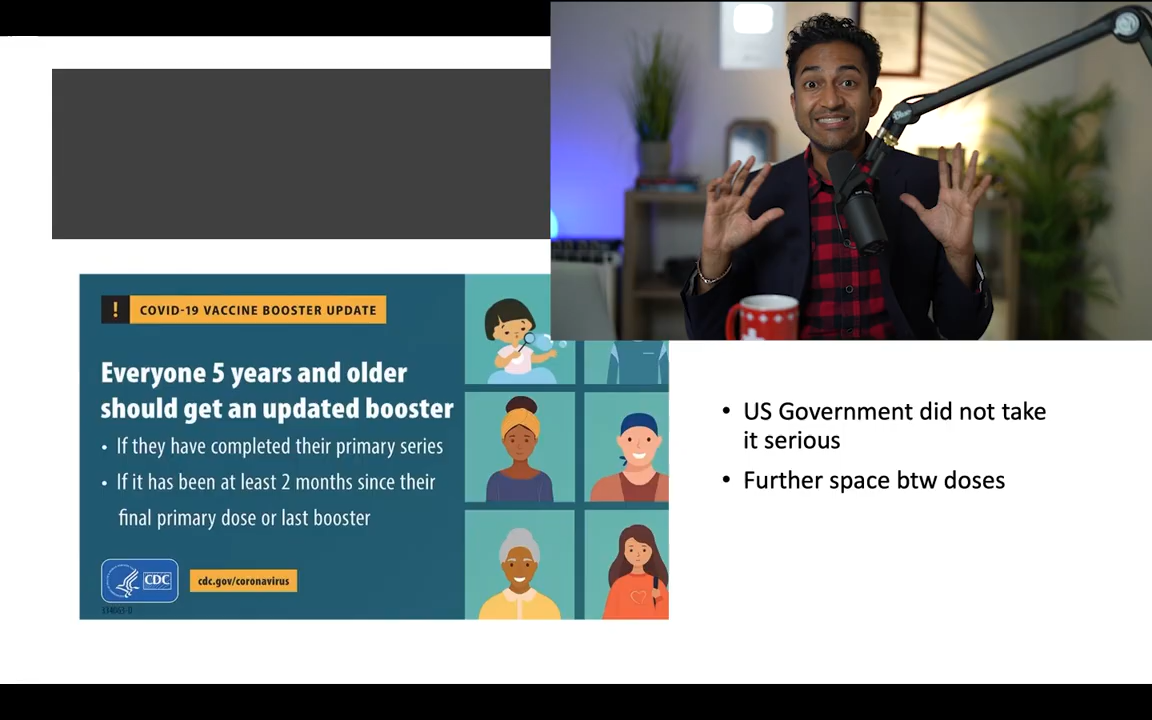 ! COVID-19 VACCINE BOOSTER UPDATE
Everyone 5 years and older
should get an updated booster
• If they have completed their primary series
• If it has been at least 2 months since their
final primary dose or last booster
CDC
cdc.gov/coronavirus
• US Government did not take
it serious
• Further space btw doses